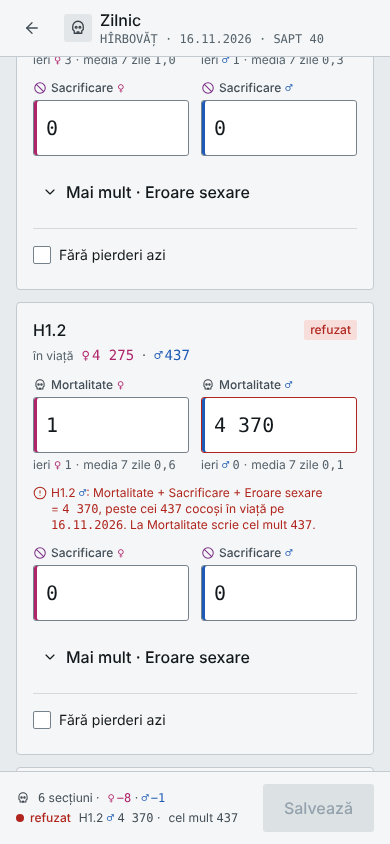 Zilnic
HÎRBOVĂȚ · 16.11.2026 · SAPT 40
ieri ♀ 3 · media 7 zile 1,0
ieri ♂ 1 · media 7 zile 0,3
Sacrificare ♀
Sacrificare ♂
0
0
Mai mult · Eroare sexare
Fără pierderi azi
H1.2
refuzat
în viață ♀4 275 · ♂437
Mortalitate ♀
Mortalitate ♂
1
4 370
ieri ♀ 1 · media 7 zile 0,6
ieri ♂ 0 · media 7 zile 0,1
H1.2 ♂: Mortalitate + Sacrificare + Eroare sexare
= 4 370, peste cei 437 cocoși în viață pe
16.11.2026. La Mortalitate scrie cel mult 437.
Sacrificare ♀
Sacrificare ♂
0
0
Mai mult · Eroare sexare
Fără pierderi azi
6 secțiuni · ♀−8 · ♂−1
refuzat H1.2 ♂ 4 370 · cel mult 437
Salvează